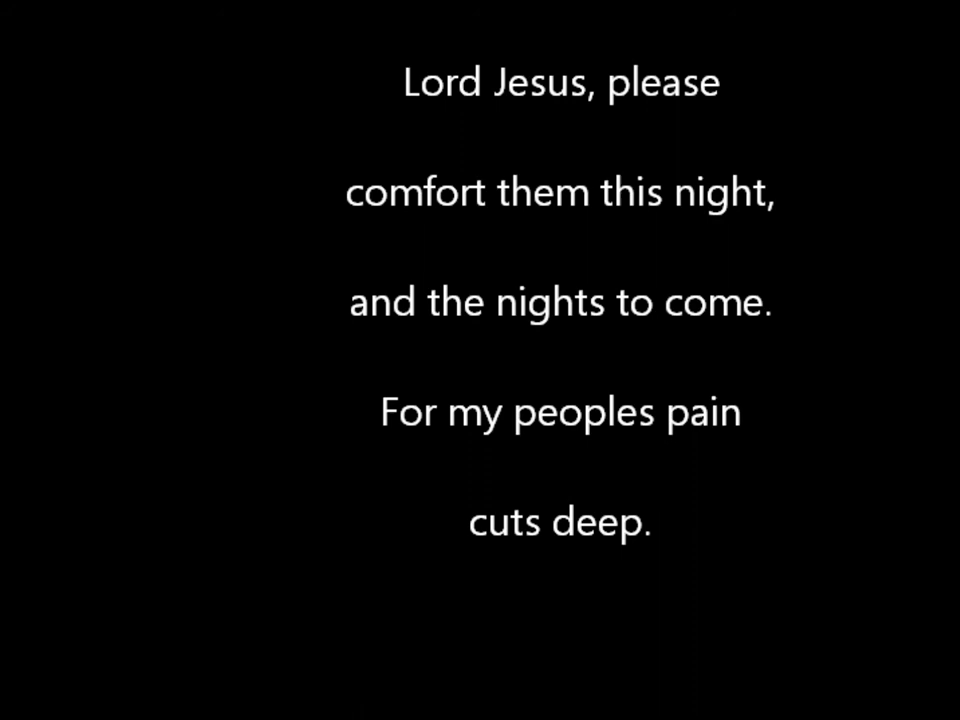 Lord Jesus, please
comfort them this night,
and the nights to come.
For my peoples pain
cuts deep.